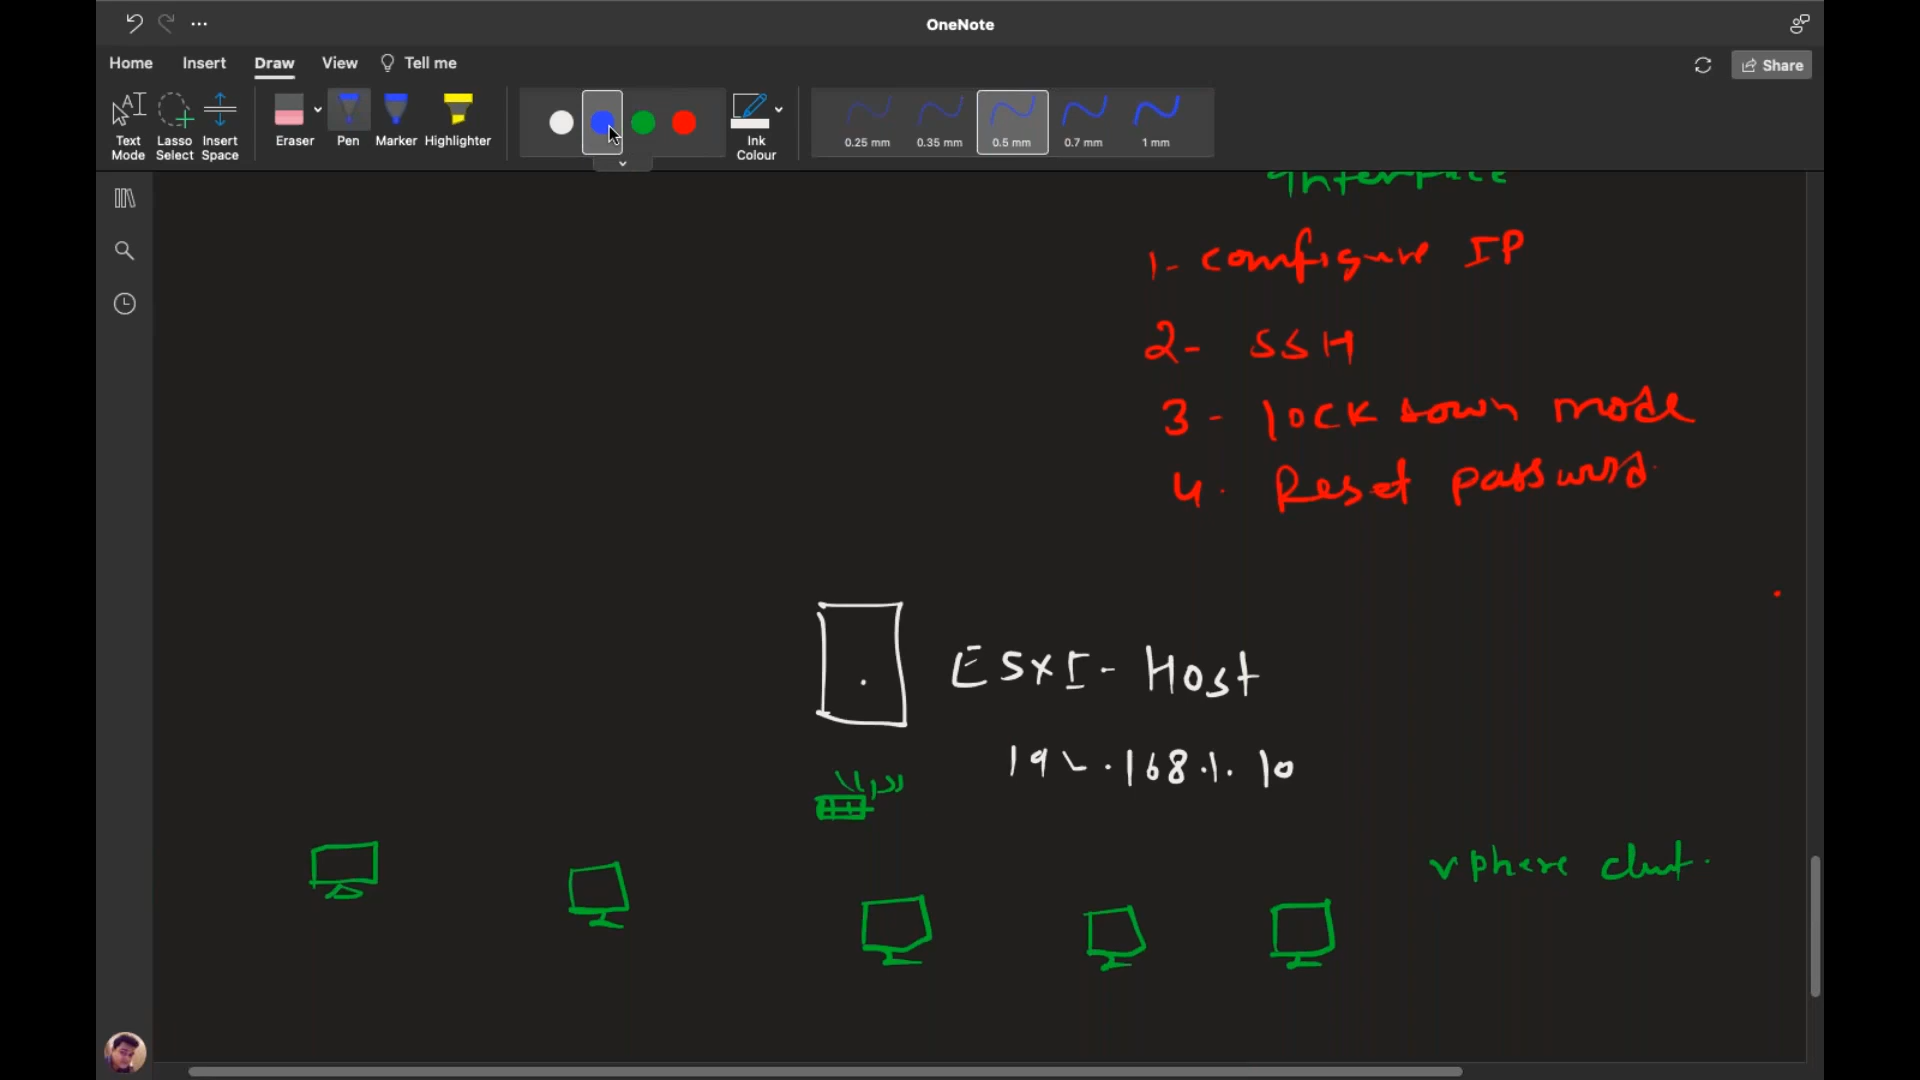 OneNote
Home Insert Draw View Tell me
Share
Text Mode
Lasso Select
Insert Space
Eraser
Pen
Marker
Highlighter
Ink Colour
0.25 mm
0.35 mm
0.5 mm
0.7 mm
1 mm
interface
1- configure IP
2- SSH
3- lock down mode
4. Reset password.
ESXI- Host
192.168.1.10
vphere